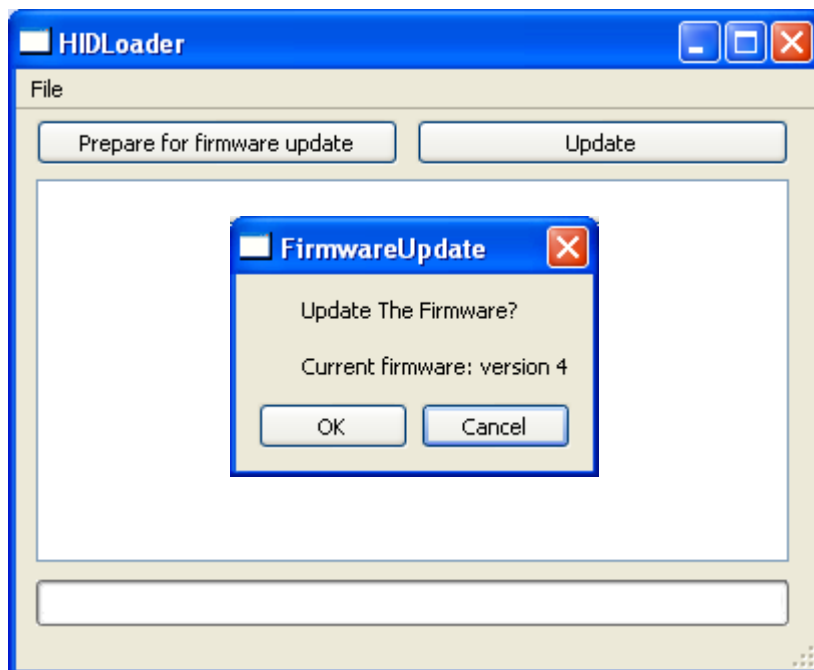 HIDLoader
File
Prepare for firmware update
Update
FirmwareUpdate
Update The Firmware?
Current firmware: version 4
OK
Cancel